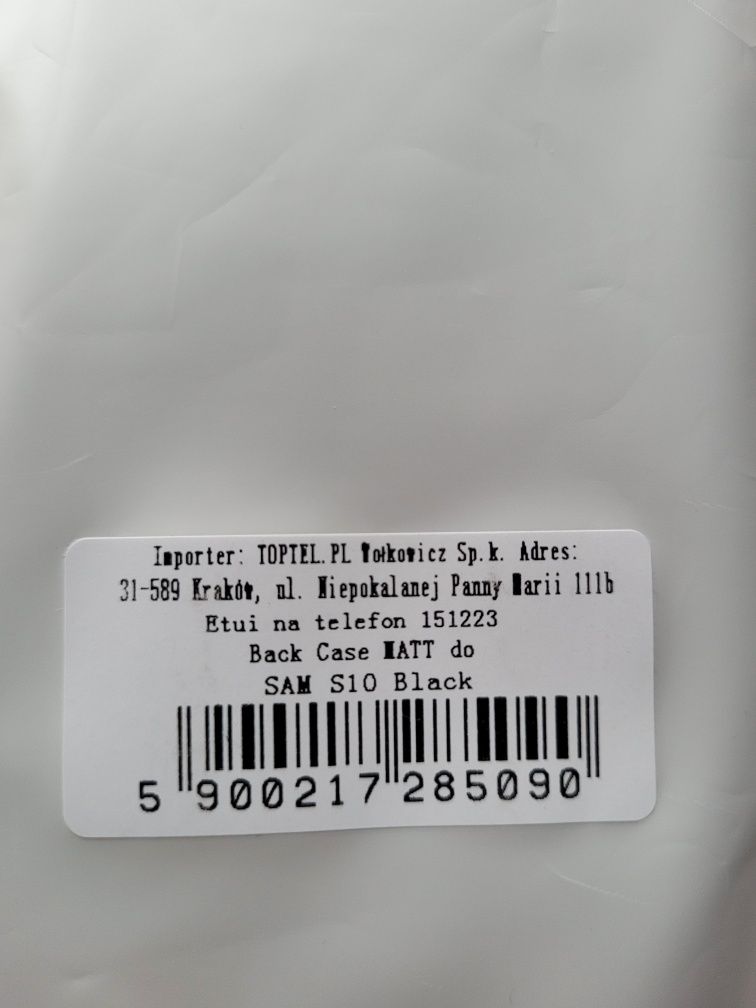 Importer: TOPTEL.PL Wołkowicz Sp.k. Adres:
31-589 Kraków, ul. Niepokalanej Panny Marii 111b
Etui na telefon 151223
Back Case MATT do
SAM S10 Black
5 900217 285090